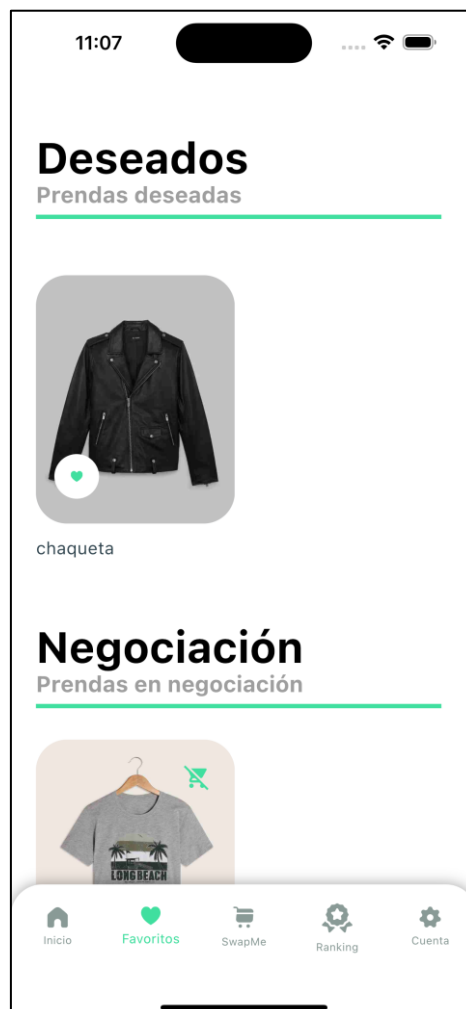 11:07
Deseados
Prendas deseadas
chaqueta
Negociación
Prendas en negociación
LONG BEACH
Inicio
Favoritos
SwapMe
Ranking
Cuenta